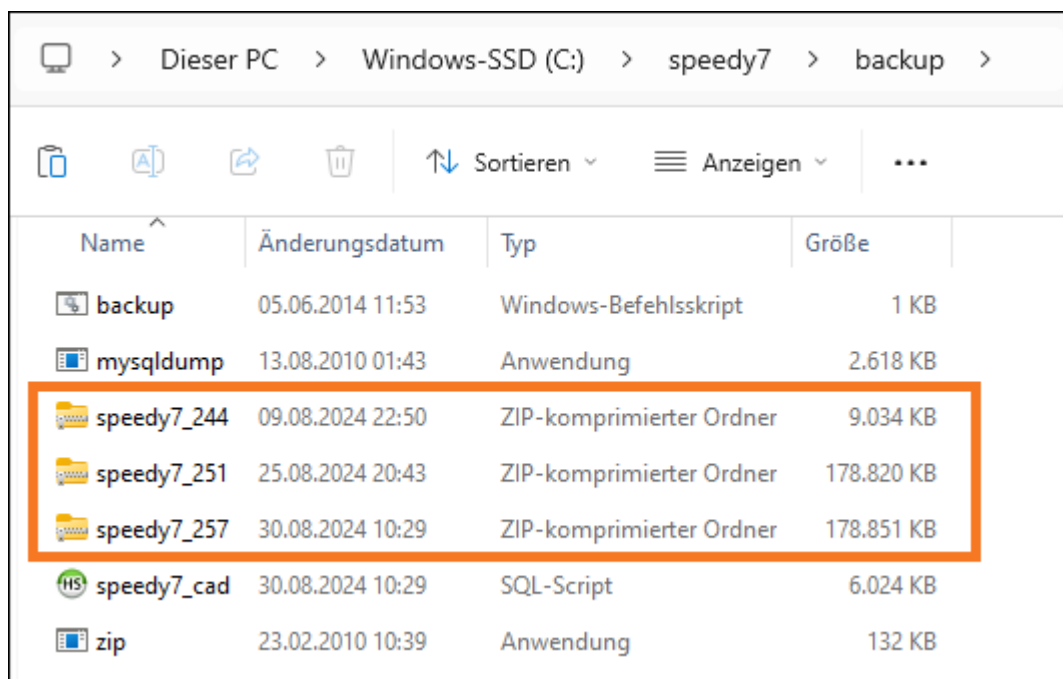 Dieser PC > Windows-SSD (C:) > speedy7 > backup >
Sortieren Anzeigen ...
Name Änderungsdatum Typ Größe
backup 05.06.2014 11:53 Windows-Befehlsskript 1 KB
mysqldump 13.08.2010 01:43 Anwendung 2.618 KB
speedy7_244 09.08.2024 22:50 ZIP-komprimierter Ordner 9.034 KB
speedy7_251 25.08.2024 20:43 ZIP-komprimierter Ordner 178.820 KB
speedy7_257 30.08.2024 10:29 ZIP-komprimierter Ordner 178.851 KB
HS speedy7_cad 30.08.2024 10:29 SQL-Script 6.024 KB
zip 23.02.2010 10:39 Anwendung 132 KB